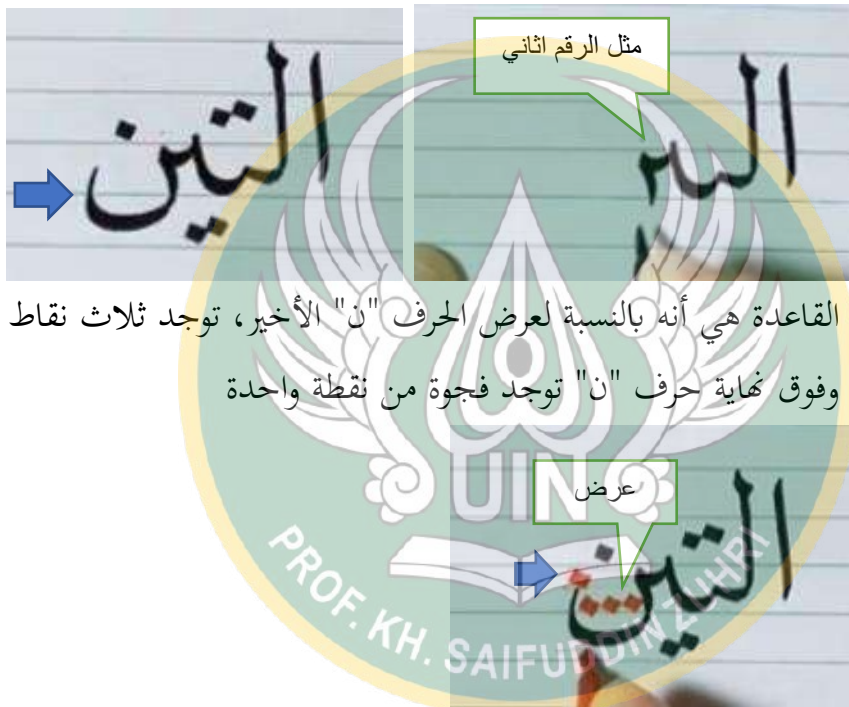 التين
مثل الرقم اثاني
التـ
القاعدة هي أنه بالنسبة لعرض الحرف "ن" الأخير، توجد ثلاث نقاط
وفوق نهاية حرف "ن" توجد فجوة من نقطة واحدة
عرض
التين
UIN
PROF. KH. SAIFUDDIN ZUHRI